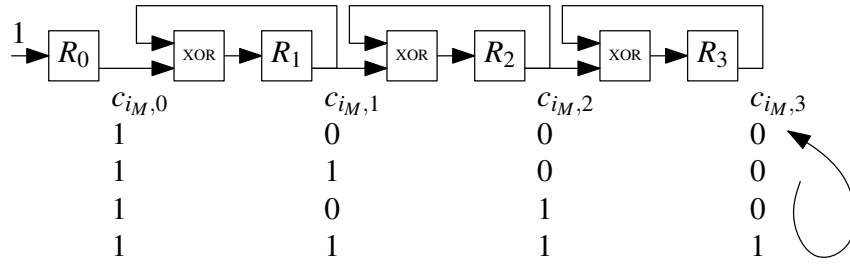 1
R₀ XOR R₁ XOR R₂ XOR R₃
c_{i_M,0} c_{i_M,1} c_{i_M,2} c_{i_M,3}
1 0 0 0
1 1 0 0
1 0 1 0
1 1 1 1